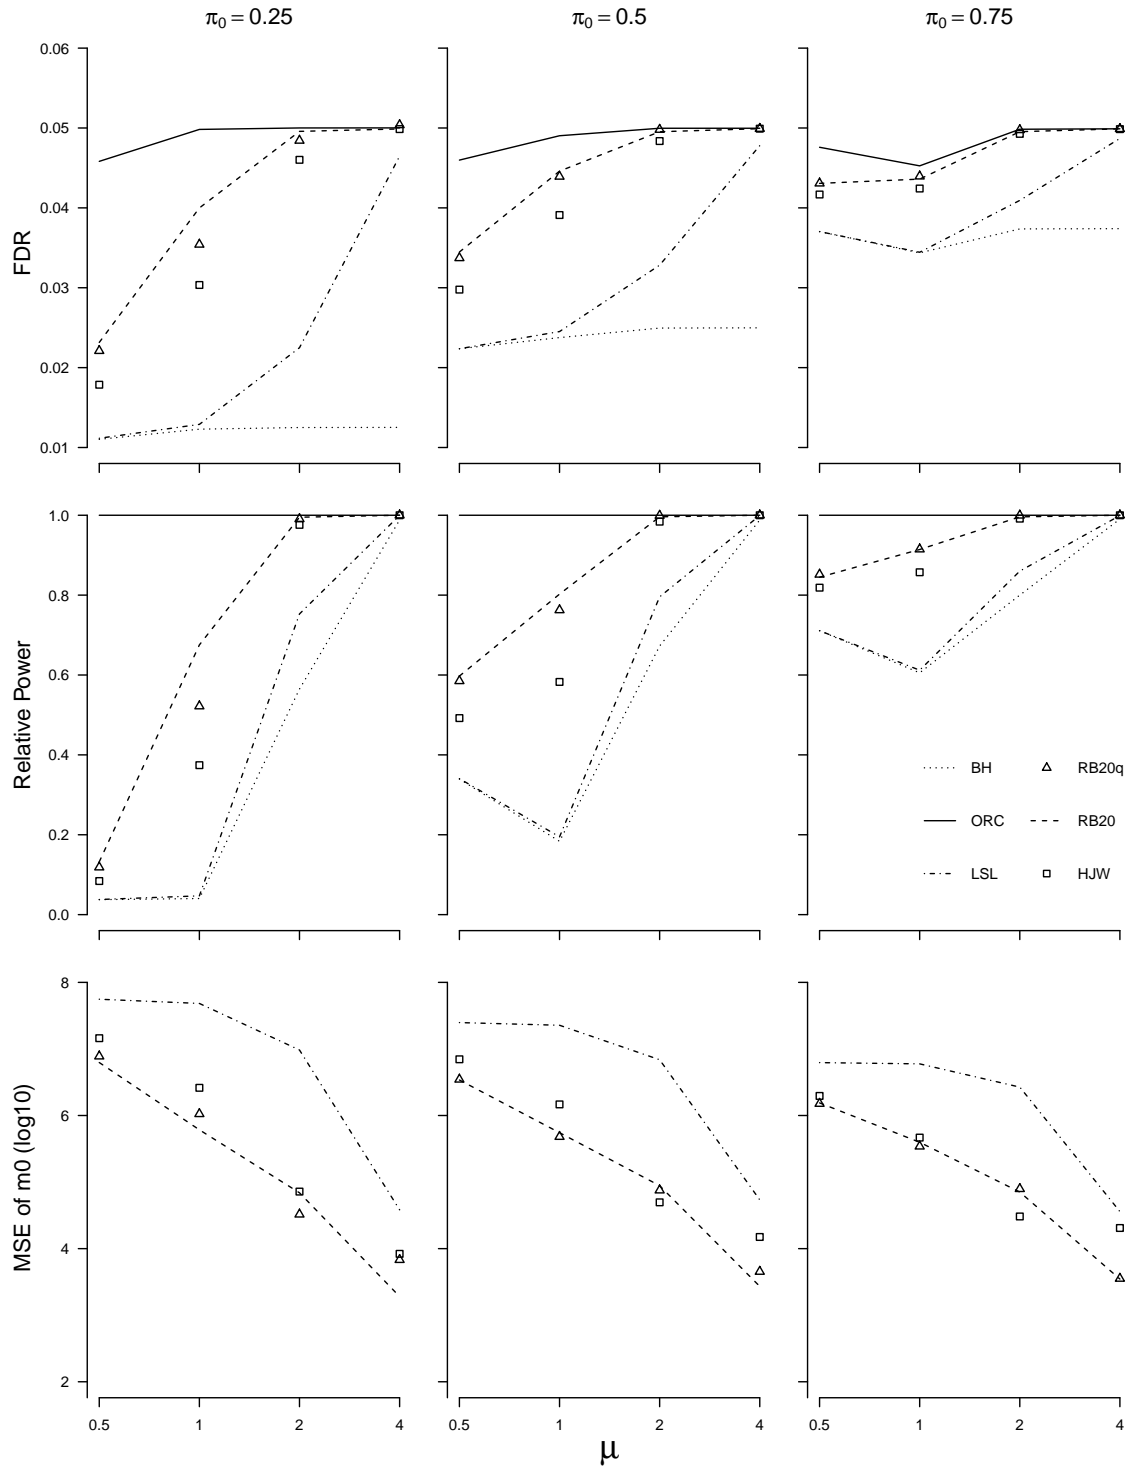 π₀ = 0.25 π₀ = 0.5 π₀ = 0.75
FDR
0.06
0.05
0.04
0.03
0.02
0.01
Relative Power
1.0
0.8
0.6
0.4
0.2
0.0
BH RB20q
ORC RB20
LSL HJW
MSE of m0 (log10)
8
6
4
2
0.5 1 2 4 0.5 1 2 4 0.5 1 2 4
μ